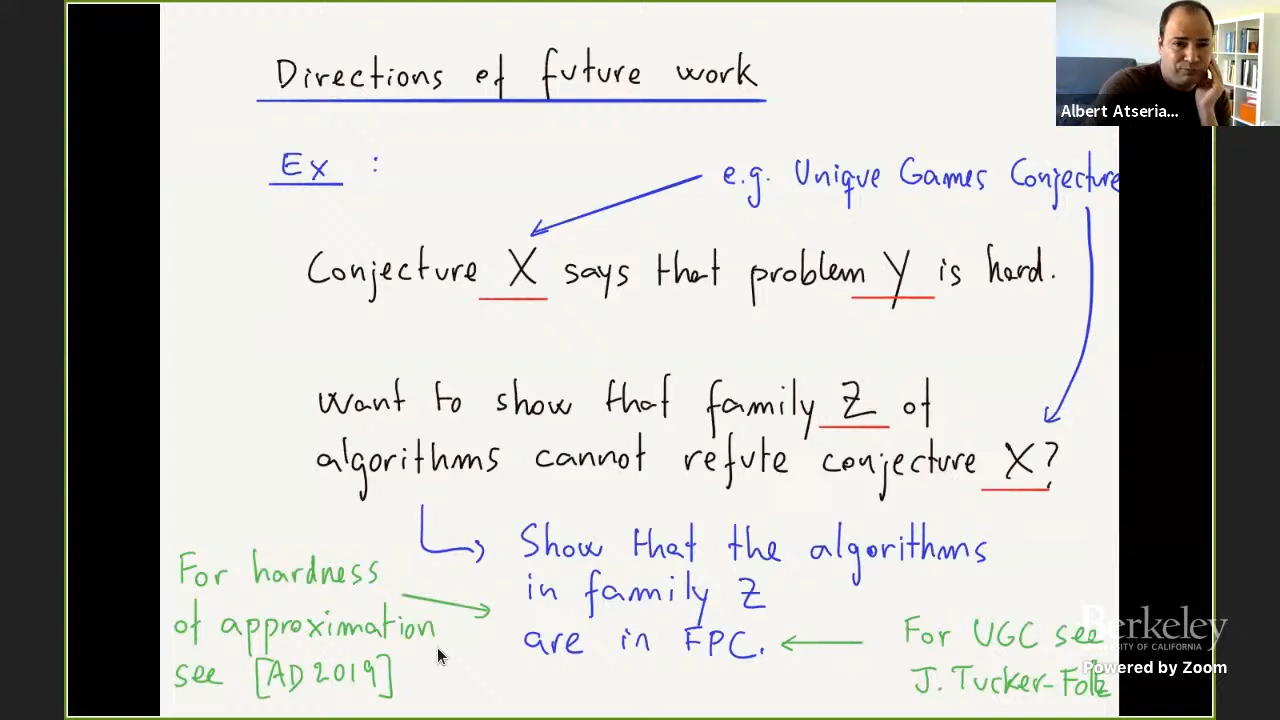 Directions of future work
Albert Atseria...
Ex :
e.g. Unique Games Conjecture
Conjecture X says that problem Y is hard.
Want to show that family Z of
algorithms cannot refute conjecture X?
Show that the algorithms
in family Z
are in FPC.
For hardness
of approximation
see [AD2019]
For UGC see
J. Tucker-Foltz
Berkeley
UNIVERSITY OF CALIFORNIA
Powered by Zoom